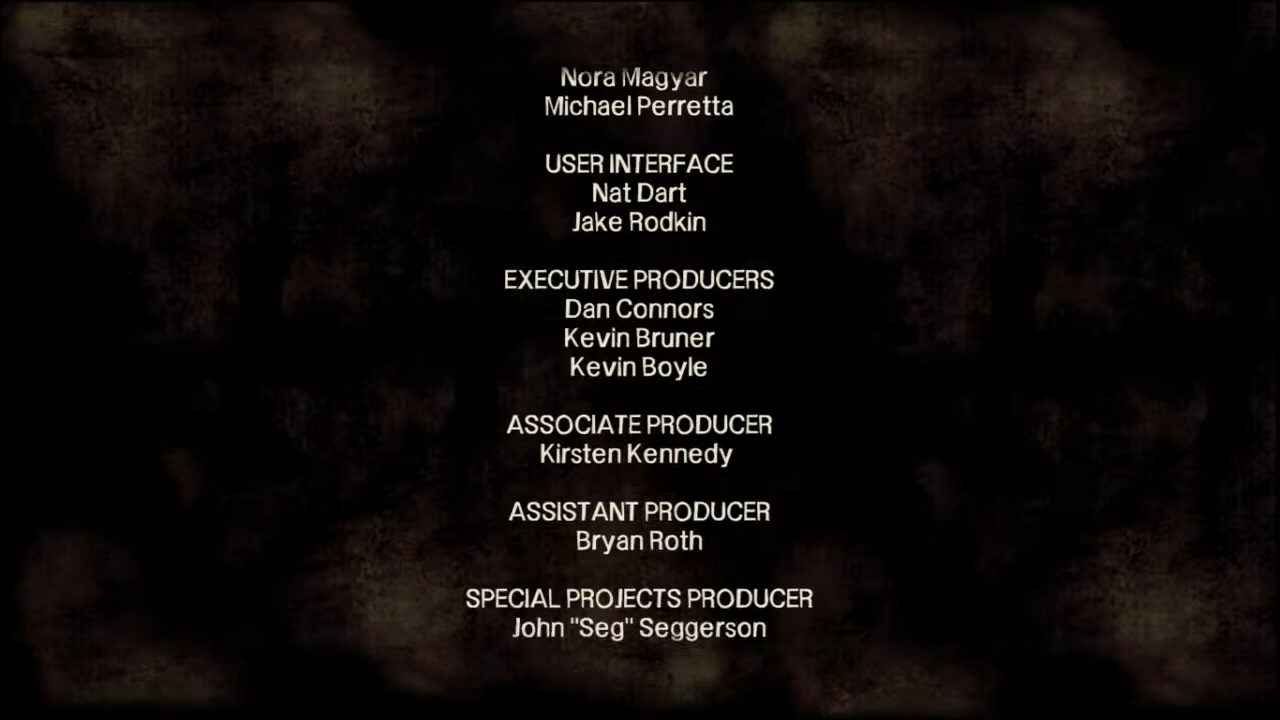 Nora Magyar
Michael Perretta
USER INTERFACE
Nat Dart
Jake Rodkin
EXECUTIVE PRODUCERS
Dan Connors
Kevin Bruner
Kevin Boyle
ASSOCIATE PRODUCER
Kirsten Kennedy
ASSISTANT PRODUCER
Bryan Roth
SPECIAL PROJECTS PRODUCER
John "Seg" Seggerson